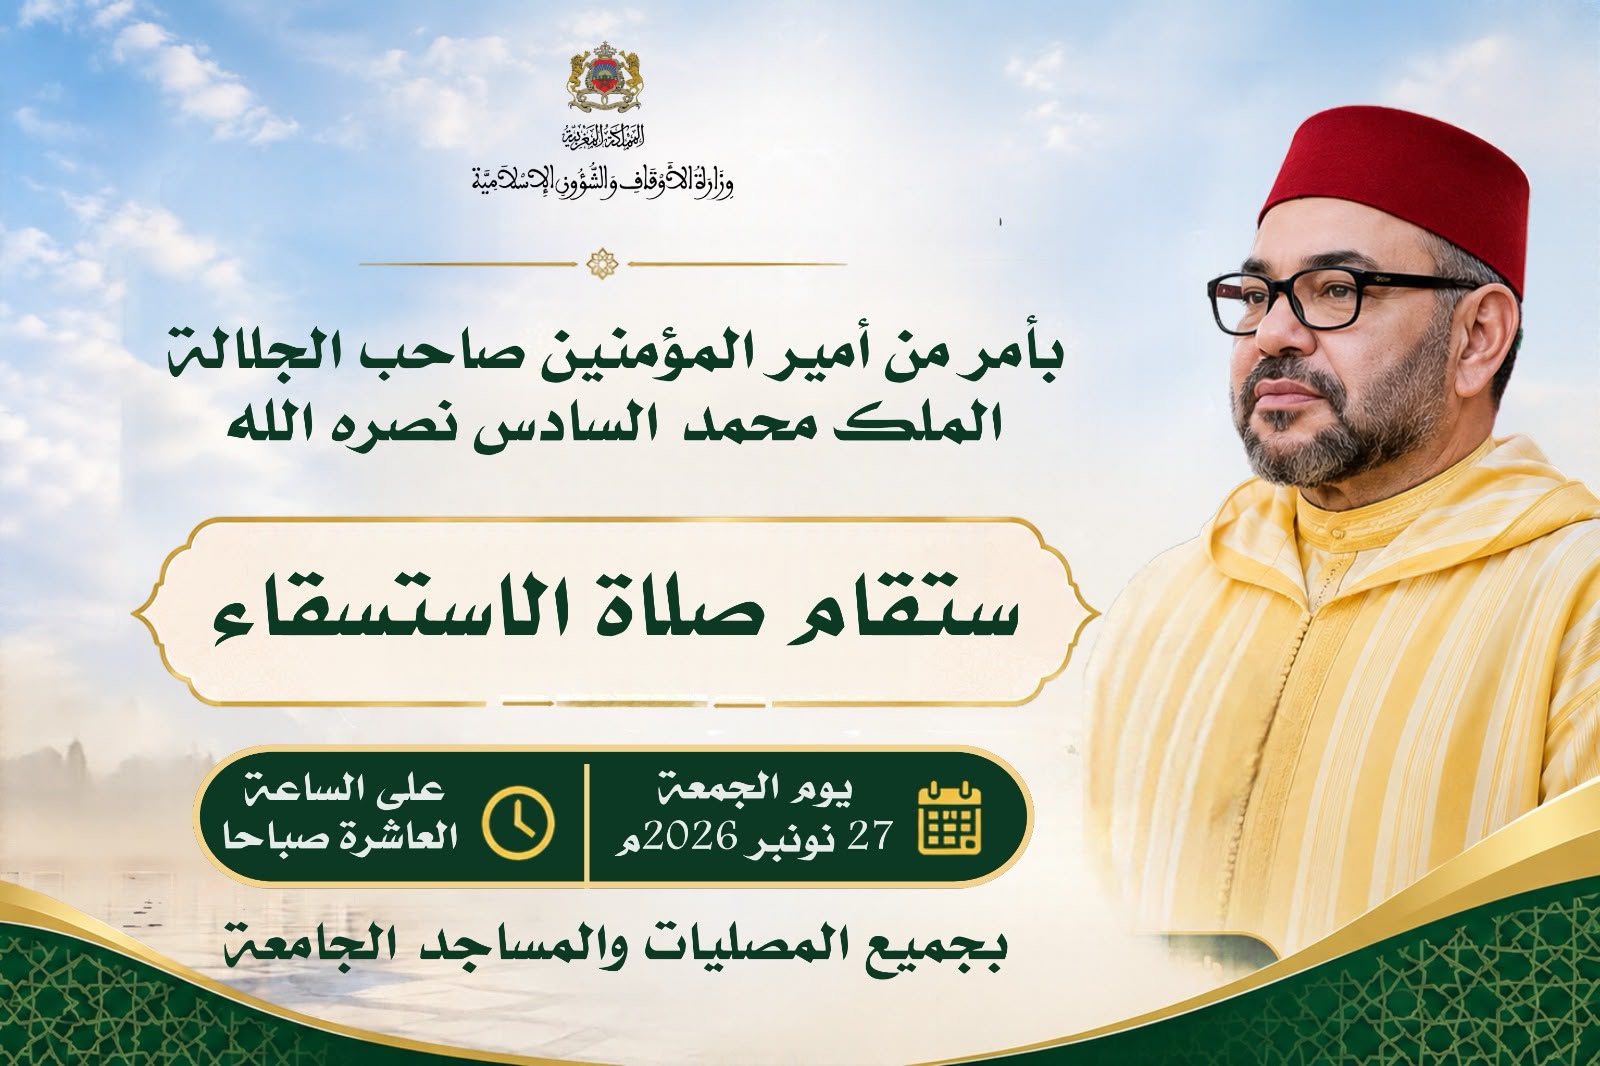 المملكة المغربية
وزارة الأوقاف والشؤون الإسلامية
بأمر من أمير المؤمنين صاحب الجلالة
الملك محمد السادس نصره الله
ستقام صلاة الاستسقاء
يوم الجمعة
27 نونبر 2026م
على الساعة
العاشرة صباحا
بجميع المصليات والمساجد الجامعة